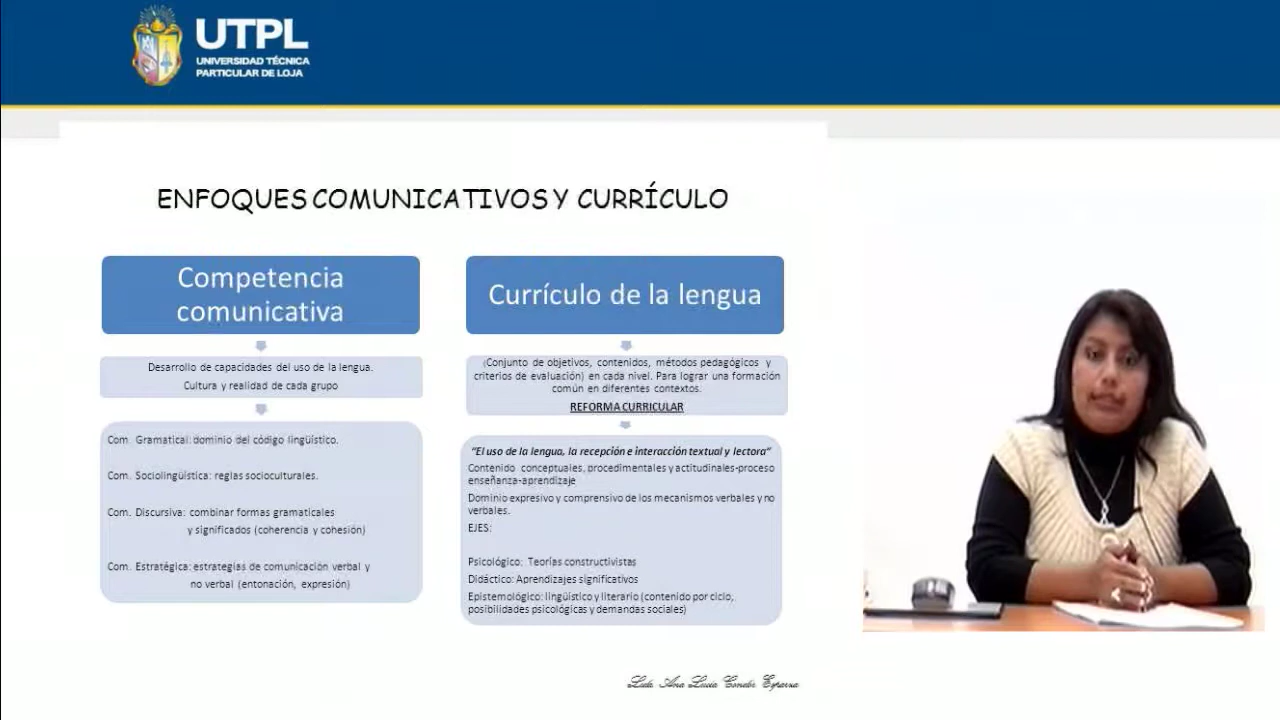 UTPL
UNIVERSIDAD TÉCNICA
PARTICULAR DE LOJA
ENFOQUES COMUNICATIVOS Y CURRÍCULO
Competencia
comunicativa
Desarrollo de capacidades del uso de la lengua.
Cultura y realidad de cada grupo
Com. Gramatical: dominio del código lingüístico.
Com. Sociolingüística: reglas socioculturales.
Com. Discursiva: combinar formas gramaticales
y significados (coherencia y cohesión)
Com. Estratégica: estrategias de comunicación verbal y
no verbal (entonación, expresión)
Currículo de la lengua
(Conjunto de objetivos, contenidos, métodos pedagógicos y
criterios de evaluación) en cada nivel. Para lograr una formación
común en diferentes contextos.
REFORMA CURRICULAR
"El uso de la lengua, la recepción e interacción textual y lectora"
Contenido conceptuales, procedimentales y actitudinales-proceso
enseñanza-aprendizaje
Dominio expresivo y comprensivo de los mecanismos verbales y no
verbales.
EJES:
Psicológico: Teorías constructivistas
Didáctico: Aprendizajes significativos
Epistemológico: lingüístico y literario (contenido por ciclo,
posibilidades psicológicas y demandas sociales)
Ana Lucía